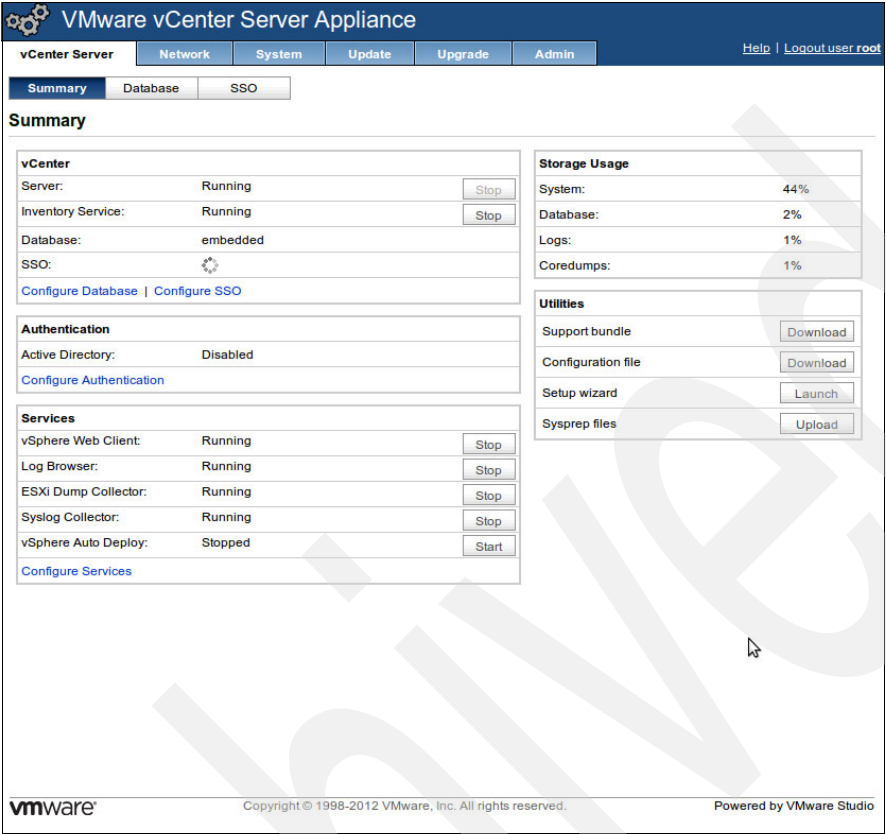 VMware vCenter Server Appliance
vCenter Server Network System Update Upgrade Admin Help | Logout user root
Summary Database SSO
Summary
vCenter
Server: Running Stop
Inventory Service: Running Stop
Database: embedded
SSO:
Configure Database | Configure SSO
Authentication
Active Directory: Disabled
Configure Authentication
Services
vSphere Web Client: Running Stop
Log Browser: Running Stop
ESXi Dump Collector: Running Stop
Syslog Collector: Running Stop
vSphere Auto Deploy: Stopped Start
Configure Services
Storage Usage
System: 44%
Database: 2%
Logs: 1%
Coredumps: 1%
Utilities
Support bundle Download
Configuration file Download
Setup wizard Launch
Sysprep files Upload
vmware Copyright © 1998-2012 VMware, Inc. All rights reserved. Powered by VMware Studio